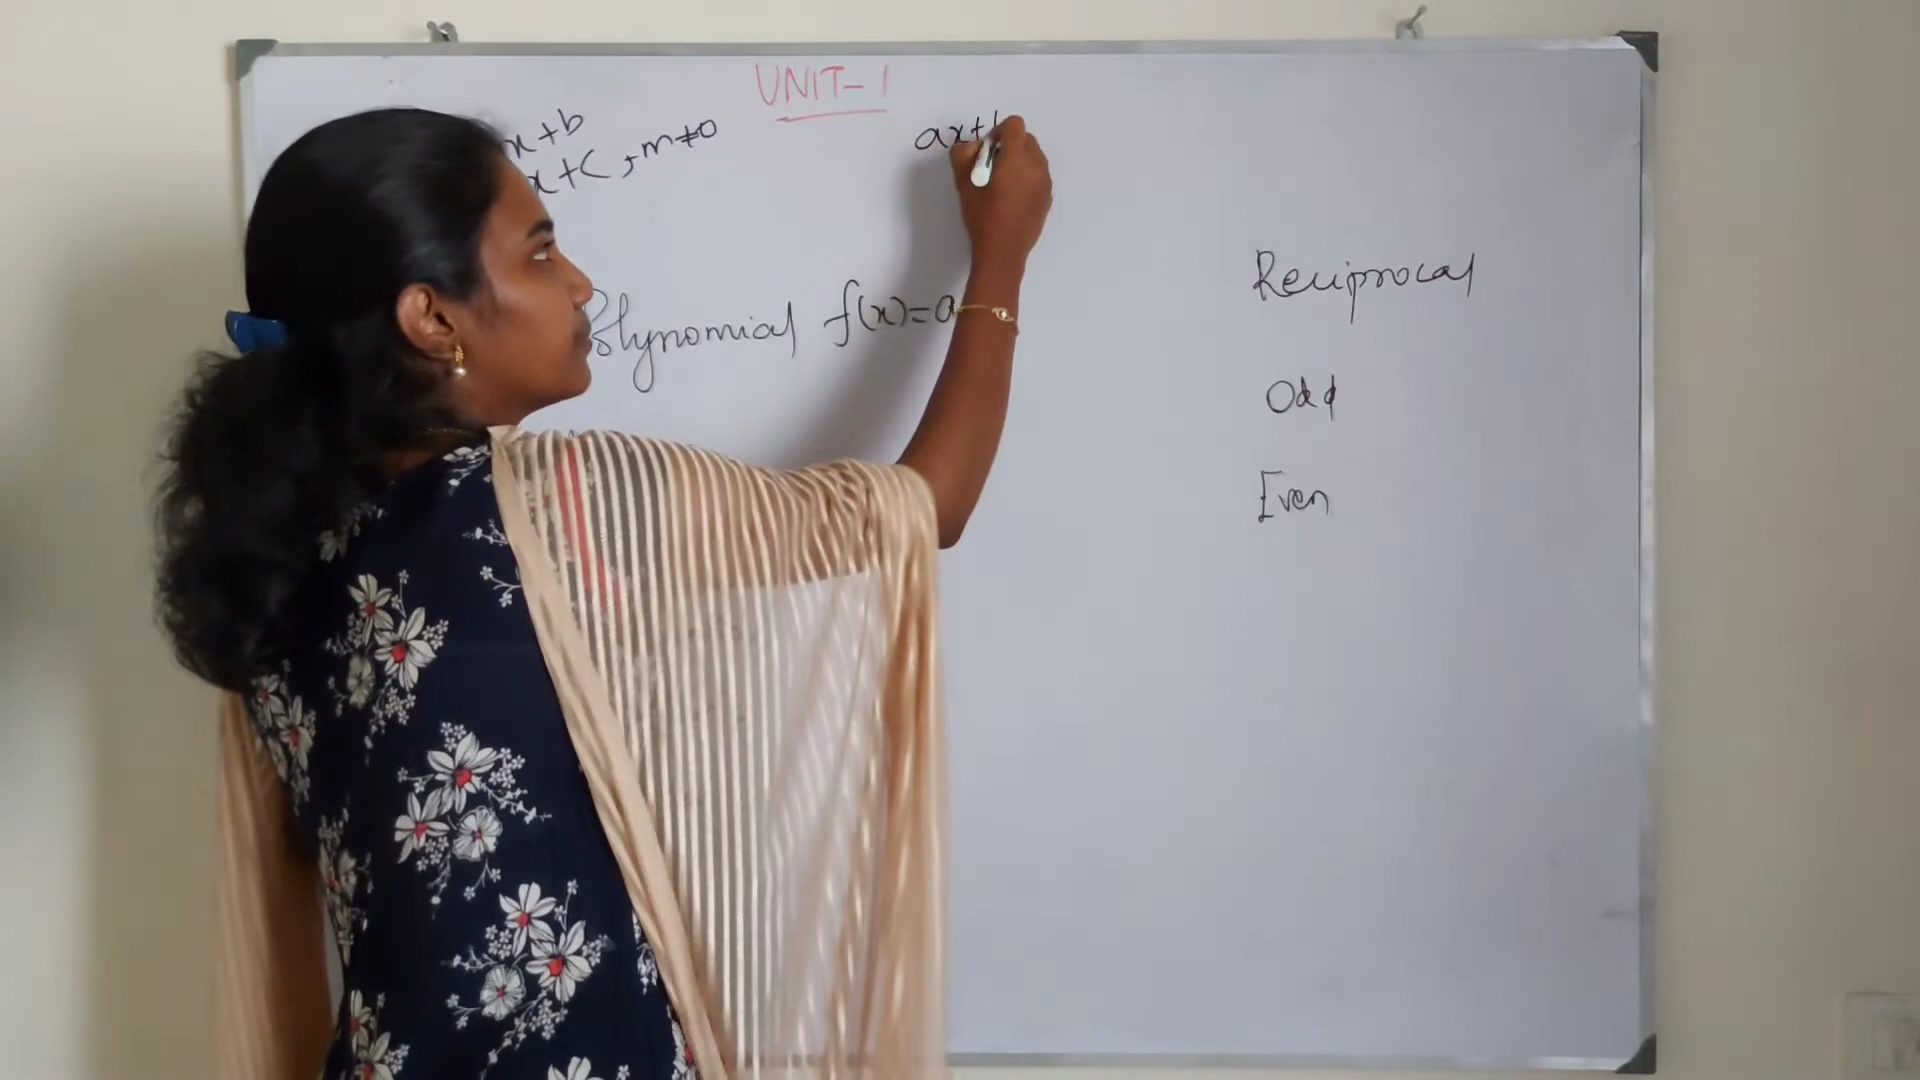 UNIT-1
x+b
x+c, m≠0
ax+b
Polynomial f(x)=a
Reciprocal
Odd
Even